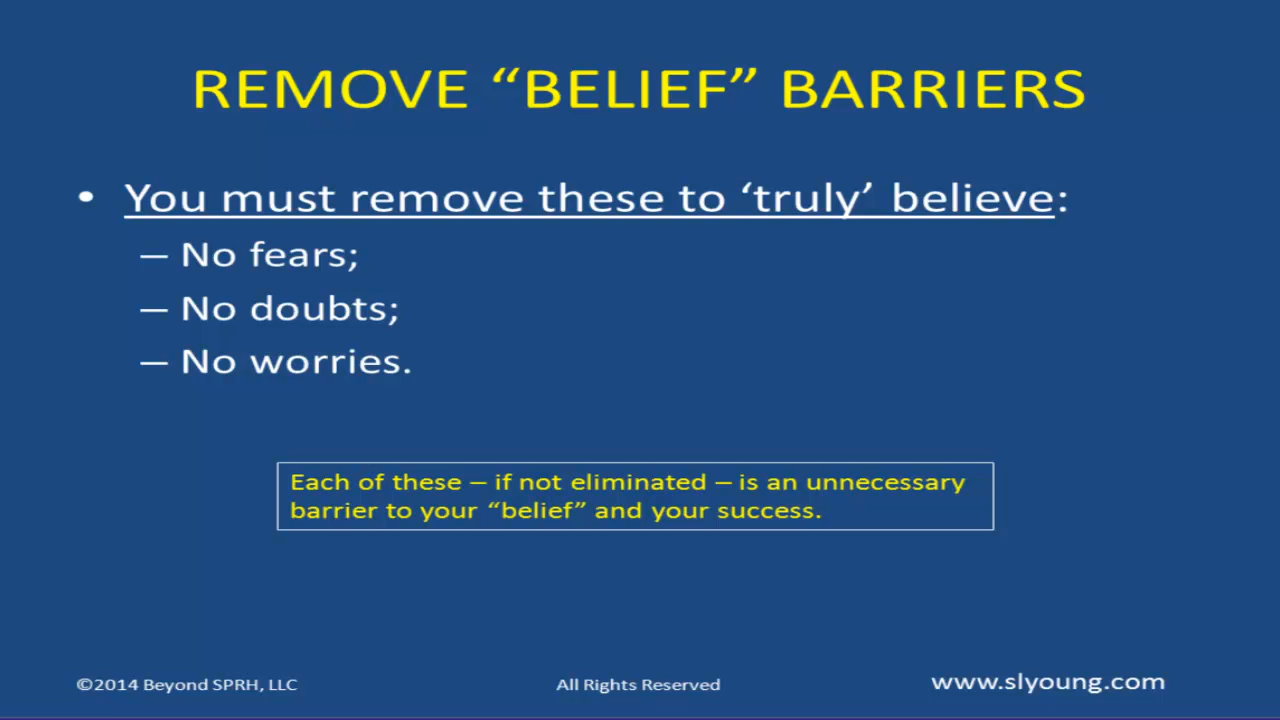 REMOVE “BELIEF” BARRIERS
• You must remove these to ‘truly’ believe:
– No fears;
– No doubts;
– No worries.
Each of these – if not eliminated – is an unnecessary
barrier to your “belief” and your success.
©2014 Beyond SPRH, LLC
All Rights Reserved
www.slyoung.com